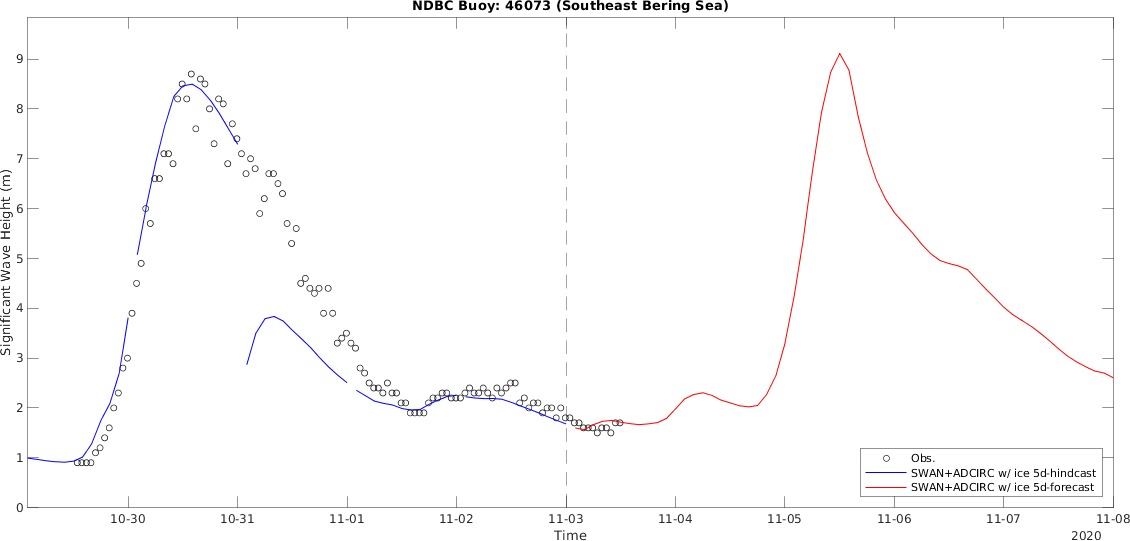 NDBC Buoy: 46073 (Southeast Bering Sea)
Significant Wave Height (m)
9
8
7
6
5
4
3
2
1
0
Obs.
SWAN+ADCIRC w/ ice 5d-hindcast
SWAN+ADCIRC w/ ice 5d-forecast
10-30 10-31 11-01 11-02 11-03 11-04 11-05 11-06 11-07 11-08
Time
2020